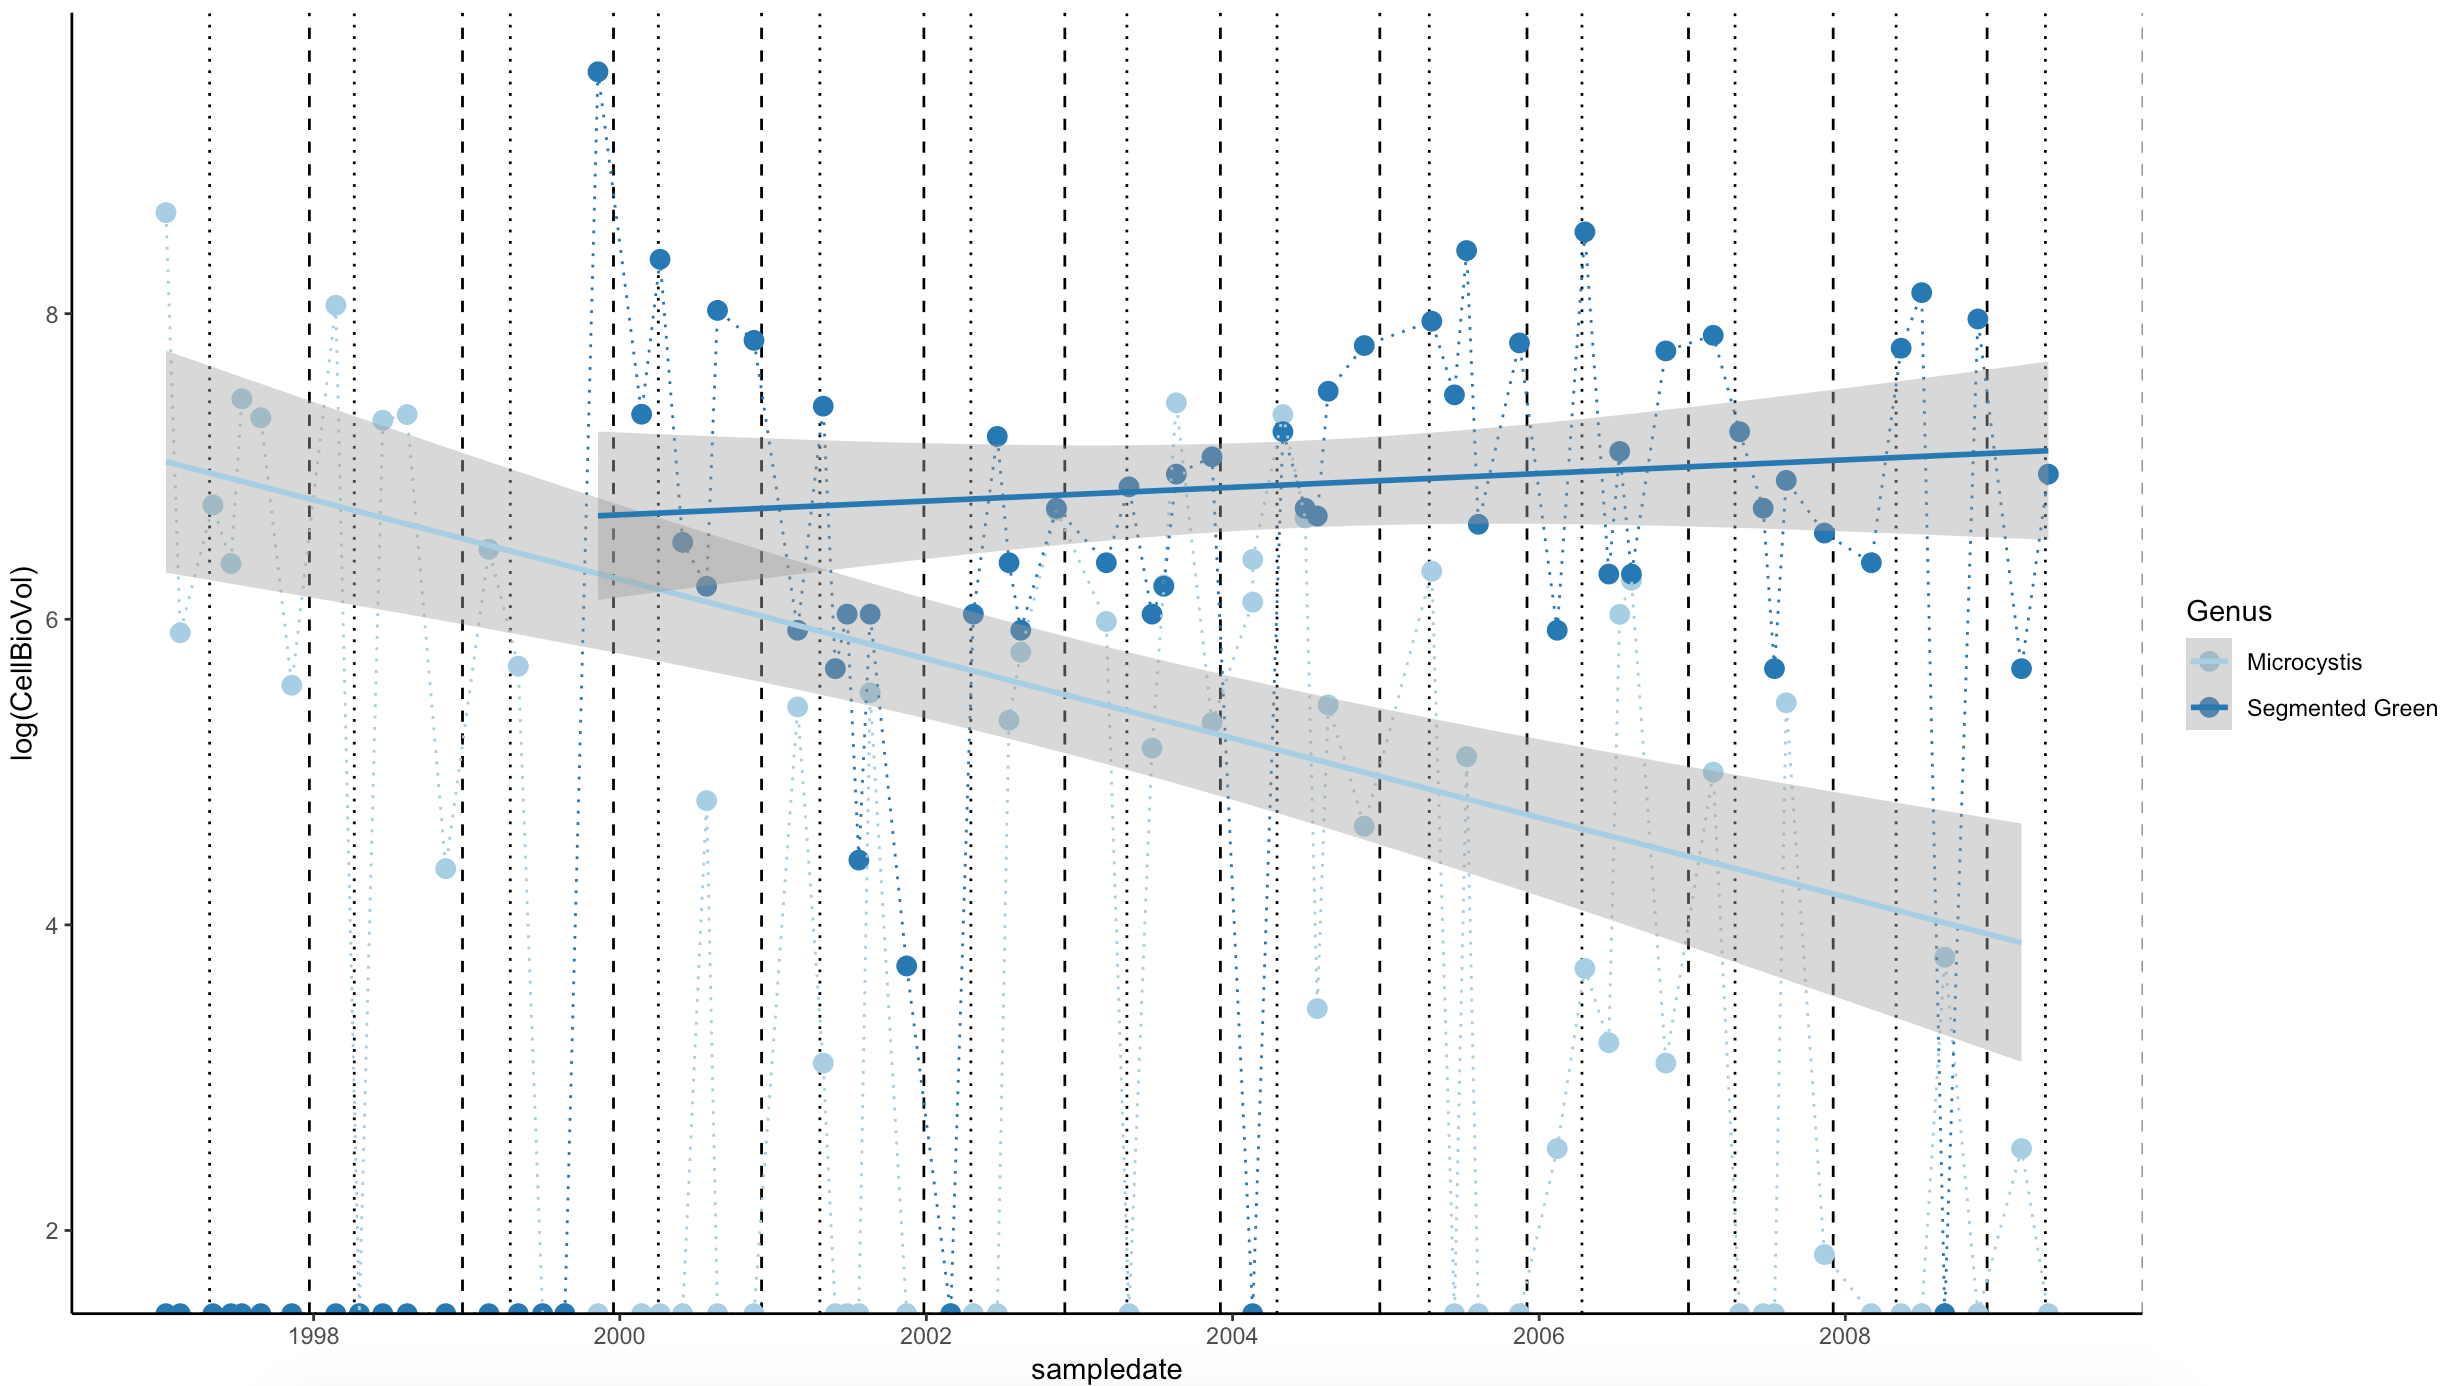 log(CellBioVol)
8
6
4
2
1998 2000 2002 2004 2006 2008
sampledate
Genus
Microcystis
Segmented Green